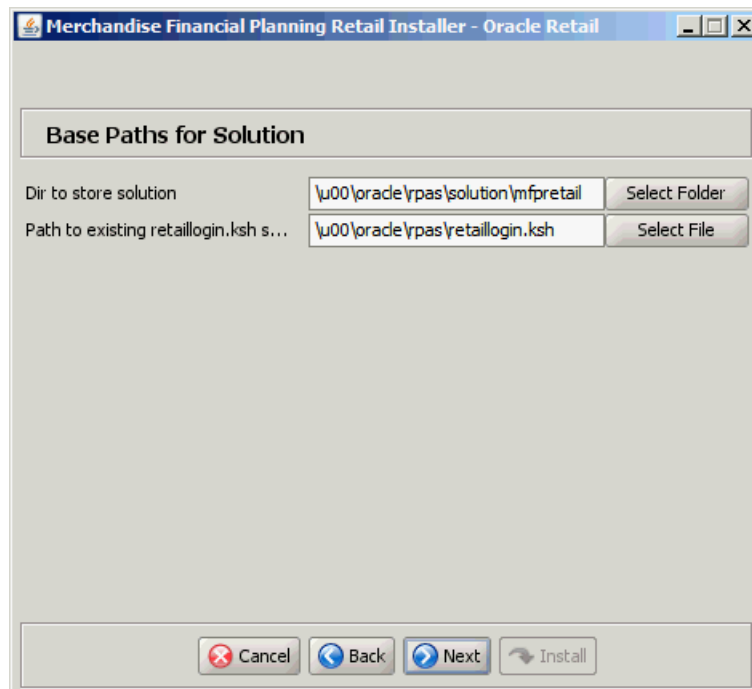 Merchandise Financial Planning Retail Installer - Oracle Retail
Base Paths for Solution
Dir to store solution \u00\oracle\rpas\solution\mfpretail Select Folder
Path to existing retaillogin.ksh s... \u00\oracle\rpas\retaillogin.ksh Select File
Cancel Back Next Install